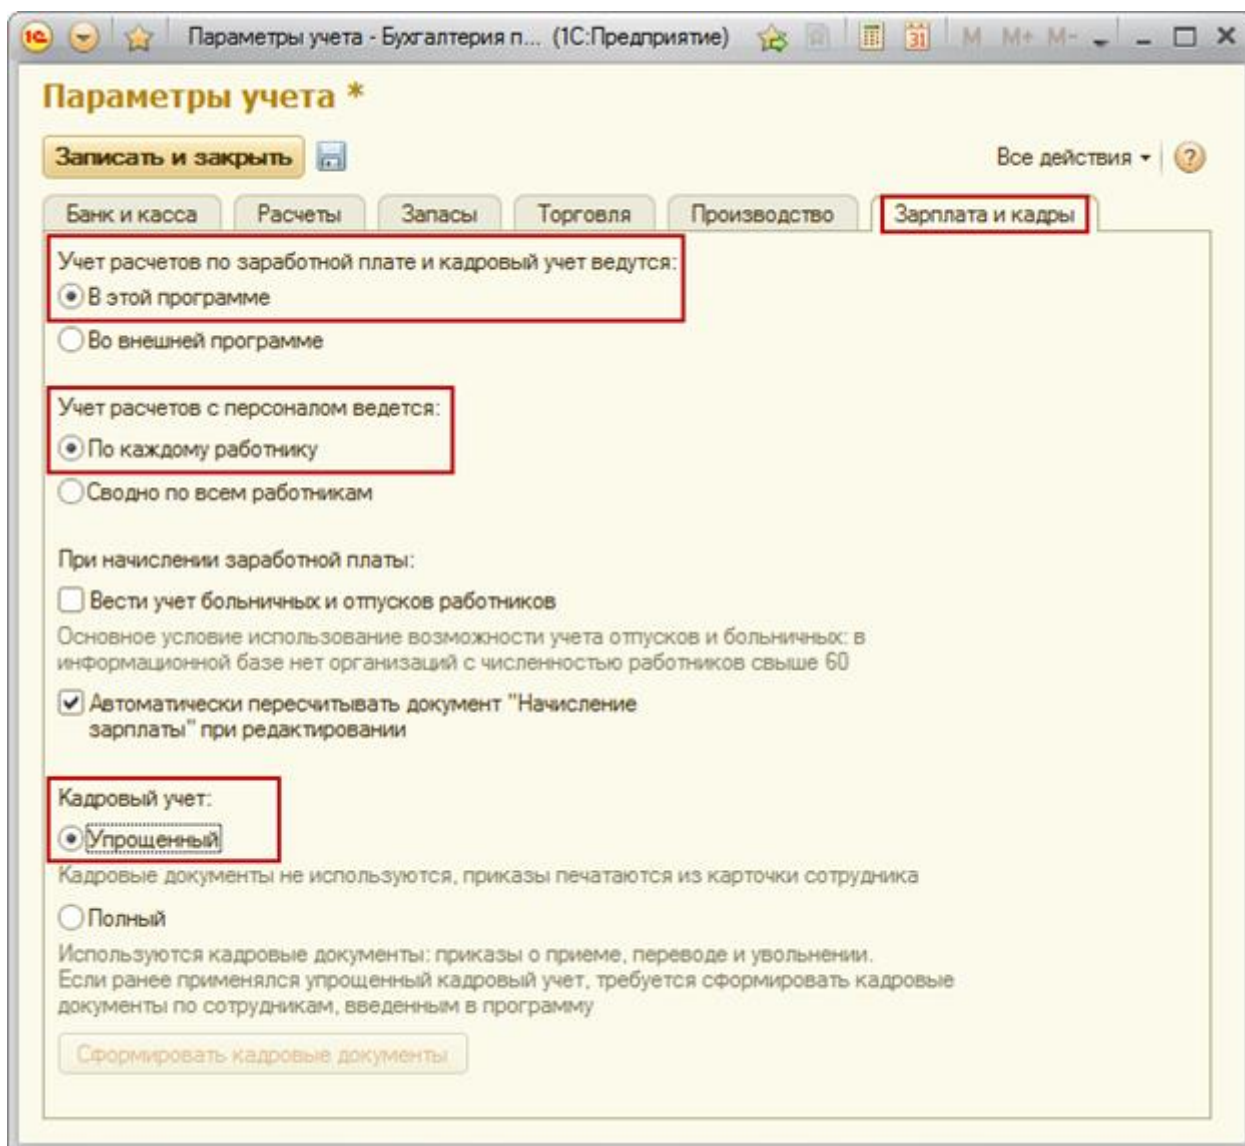 1С Параметры учета - Бухгалтерия п... (1С:Предприятие) 31 M M+ M-
Параметры учета *
Записать и закрыть Все действия ?
Банк и касса Расчеты Запасы Торговля Производство Зарплата и кадры
Учет расчетов по заработной плате и кадровый учет ведутся:
В этой программе
Во внешней программе
Учет расчетов с персоналом ведется:
По каждому работнику
Сводно по всем работникам
При начислении заработной платы:
Вести учет больничных и отпусков работников
Основное условие использование возможности учета отпусков и больничных: в
информационной базе нет организаций с численностью работников свыше 60
Автоматически пересчитывать документ "Начисление
зарплаты" при редактировании
Кадровый учет:
Упрощенный
Кадровые документы не используются, приказы печатаются из карточки сотрудника
Полный
Используются кадровые документы: приказы о приеме, переводе и увольнении.
Если ранее применялся упрощенный кадровый учет, требуется сформировать кадровые
документы по сотрудникам, введенным в программу
Сформировать кадровые документы